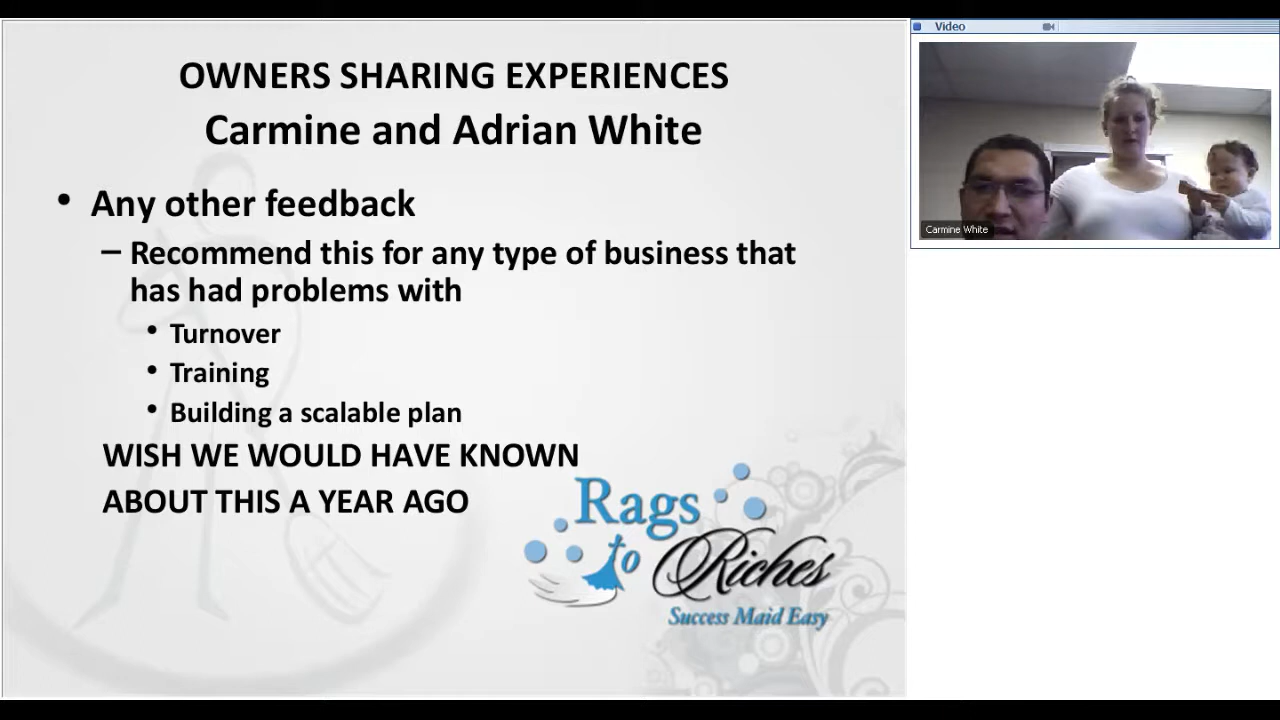 OWNERS SHARING EXPERIENCES
Carmine and Adrian White
• Any other feedback
– Recommend this for any type of business that
has had problems with
• Turnover
• Training
• Building a scalable plan
WISH WE WOULD HAVE KNOWN
ABOUT THIS A YEAR AGO
Rags
to Riches
Success Maid Easy
Video
Carmine White